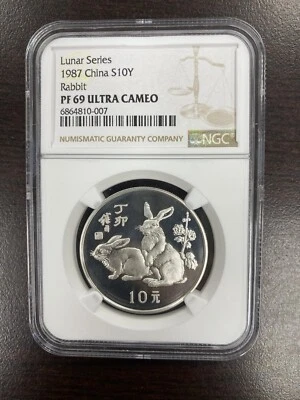 Lunar Series
1987 China S10Y
Rabbit
PF 69 ULTRA CAMEO
6864810-007
NUMISMATIC GUARANTY COMPANY
NGC
丁卯
10元